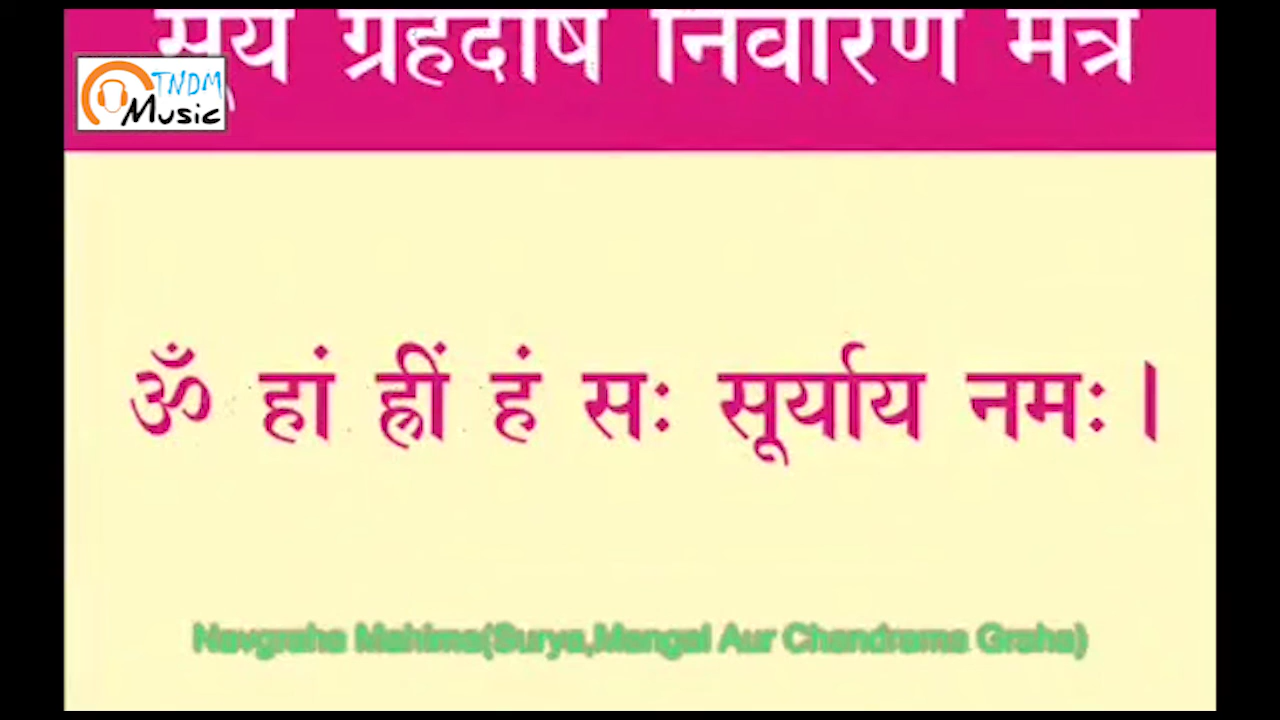 सूर्य ग्रहदोष निवारण मंत्र
TNDM
Music
ॐ हां ह्रीं हं सः सूर्याय नमः।
Navgraha Mahima(Surya,Mangal Aur Chandrama Graha)